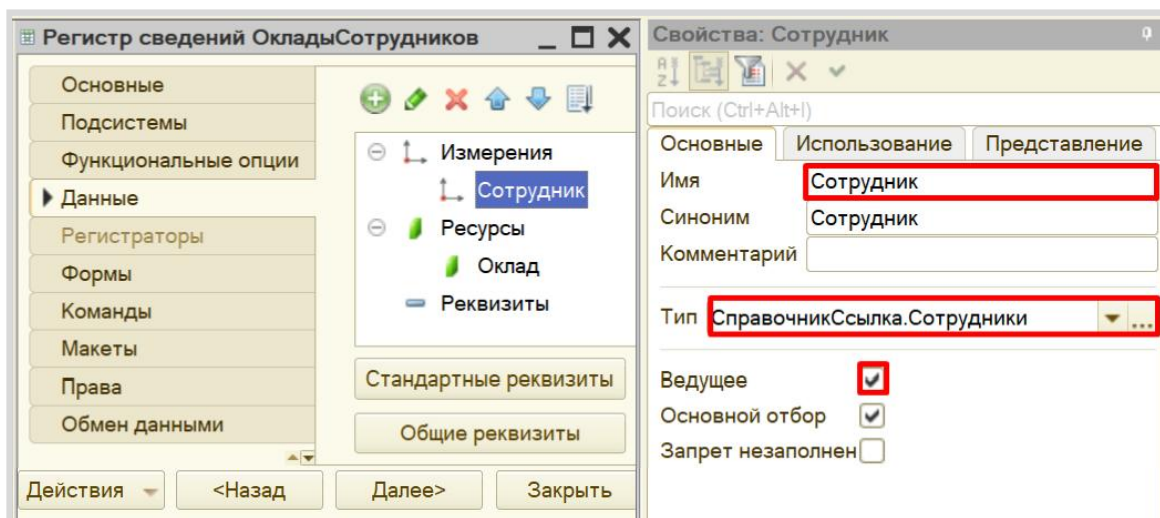 Регистр сведений ОкладыСотрудников
Основные
Подсистемы
Функциональные опции
Данные
Регистраторы
Формы
Команды
Макеты
Права
Обмен данными
Измерения
Сотрудник
Ресурсы
Оклад
Реквизиты
Стандартные реквизиты
Общие реквизиты
Действия
<Назад
Далее>
Закрыть
Свойства: Сотрудник
Поиск (Ctrl+Alt+I)
Основные Использование Представление
Имя Сотрудник
Синоним Сотрудник
Комментарий
Тип СправочникСсылка.Сотрудники ...
Ведущее
Основной отбор
Запрет незаполнен